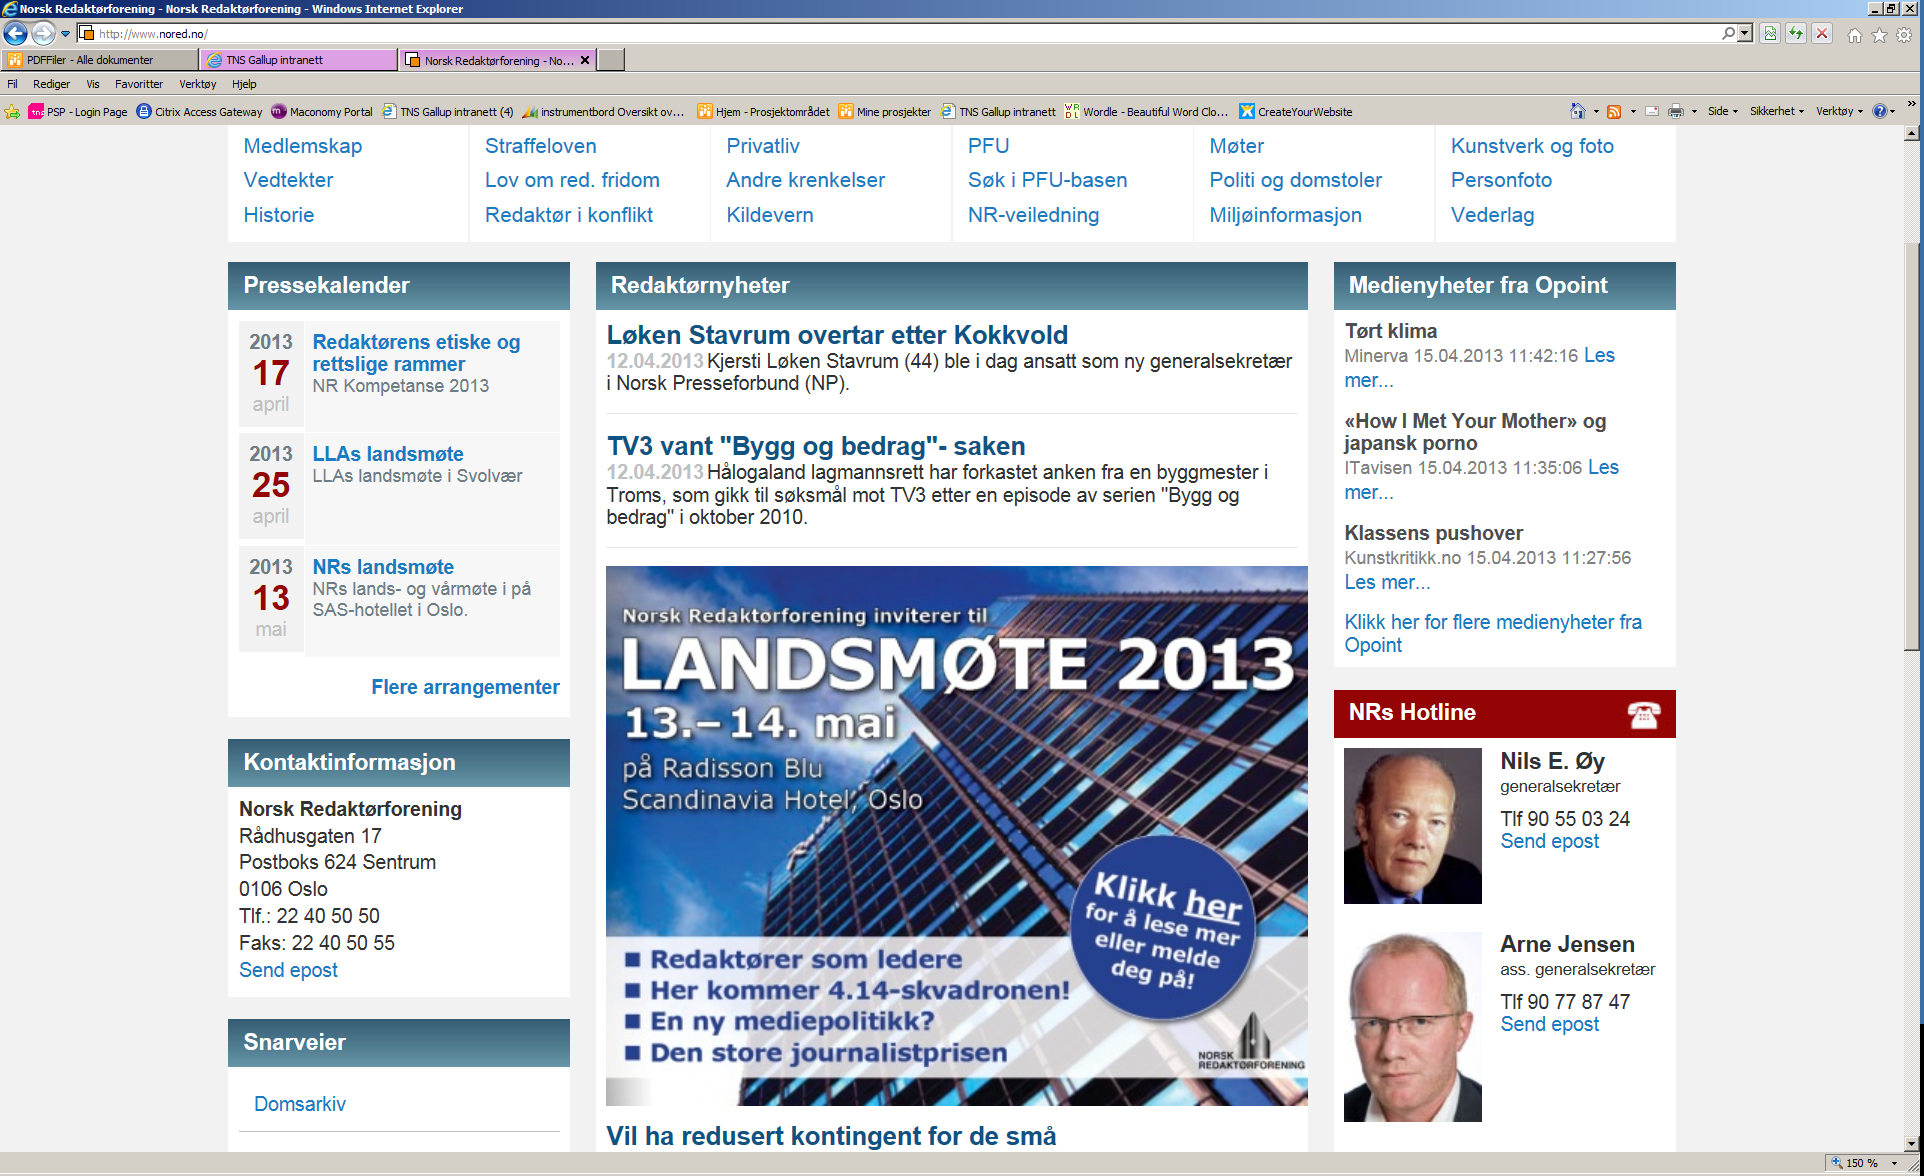 Norsk Redaktørforening - Norsk Redaktørforening - Windows Internet Explorer
http://www.nored.no/
PDFFiler - Alle dokumenter
TNS Gallup intranett
Norsk Redaktørforening - No...
Fil Rediger Vis Favoritter Verktøy Hjelp
PSP - Login Page
Citrix Access Gateway
Maconomy Portal
TNS Gallup intranett (4)
instrumentbord Oversikt ov...
Hjem - Prosjektområdet
Mine prosjekter
TNS Gallup intranett
Wordle - Beautiful Word Clo...
CreateYourWebsite
Side
Sikkerhet
Verktøy
Medlemskap
Vedtekter
Historie
Straffeloven
Lov om red. fridom
Redaktør i konflikt
Privatliv
Andre krenkelser
Kildevern
PFU
Søk i PFU-basen
NR-veiledning
Møter
Politi og domstoler
Miljøinformasjon
Kunstverk og foto
Personfoto
Vederlag
Pressekalender
2013
17
april
Redaktørens etiske og
rettslige rammer
NR Kompetanse 2013
2013
25
april
LLAs landsmøte
LLAs landsmøte i Svolvær
2013
13
mai
NRs landsmøte
NRs lands- og vårmøte i på
SAS-hotellet i Oslo.
Flere arrangementer
Kontaktinformasjon
Norsk Redaktørforening
Rådhusgaten 17
Postboks 624 Sentrum
0106 Oslo
Tlf.: 22 40 50 50
Faks: 22 40 50 55
Send epost
Snarveier
Domsarkiv
Redaktørnyheter
Løken Stavrum overtar etter Kokkvold
12.04.2013 Kjersti Løken Stavrum (44) ble i dag ansatt som ny generalsekretær
i Norsk Presseforbund (NP).
TV3 vant "Bygg og bedrag"- saken
12.04.2013 Hålogaland lagmannsrett har forkastet anken fra en byggmester i
Troms, som gikk til søksmål mot TV3 etter en episode av serien "Bygg og
bedrag" i oktober 2010.
Norsk Redaktørforening inviterer til
LANDSMØTE 2013
13.–14. mai
på Radisson Blu
Scandinavia Hotel, Oslo
Klikk her
for å lese mer
eller melde
deg på!
Redaktører som ledere
Her kommer 4.14-skvadronen!
En ny mediepolitikk?
Den store journalistprisen
NORSK
REDAKTØRFORENING
Vil ha redusert kontingent for de små
Medienyheter fra Opoint
Tørt klima
Minerva 15.04.2013 11:42:16 Les
mer...
«How I Met Your Mother» og
japansk porno
ITavisen 15.04.2013 11:35:06 Les
mer...
Klassens pushover
Kunstkritikk.no 15.04.2013 11:27:56
Les mer...
Klikk her for flere medienyheter fra
Opoint
NRs Hotline
Nils E. Øy
generalsekretær
Tlf 90 55 03 24
Send epost
Arne Jensen
ass. generalsekretær
Tlf 90 77 87 47
Send epost
150 %